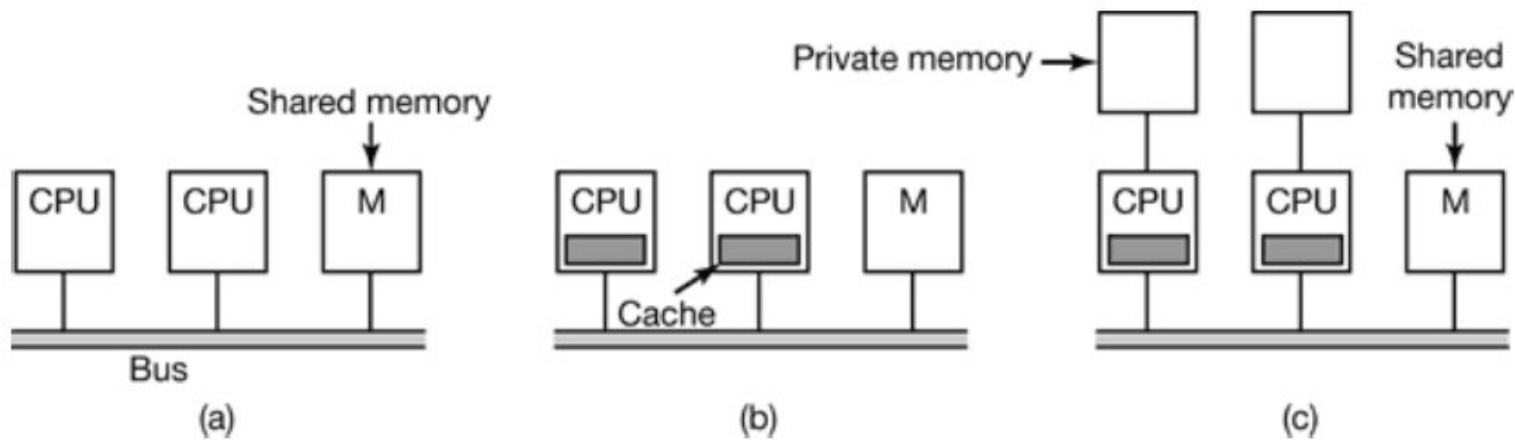 Shared memory
CPU
CPU
M
Bus
(a)
CPU
CPU
M
Cache
(b)
Private memory
Shared
memory
CPU
CPU
M
(c)